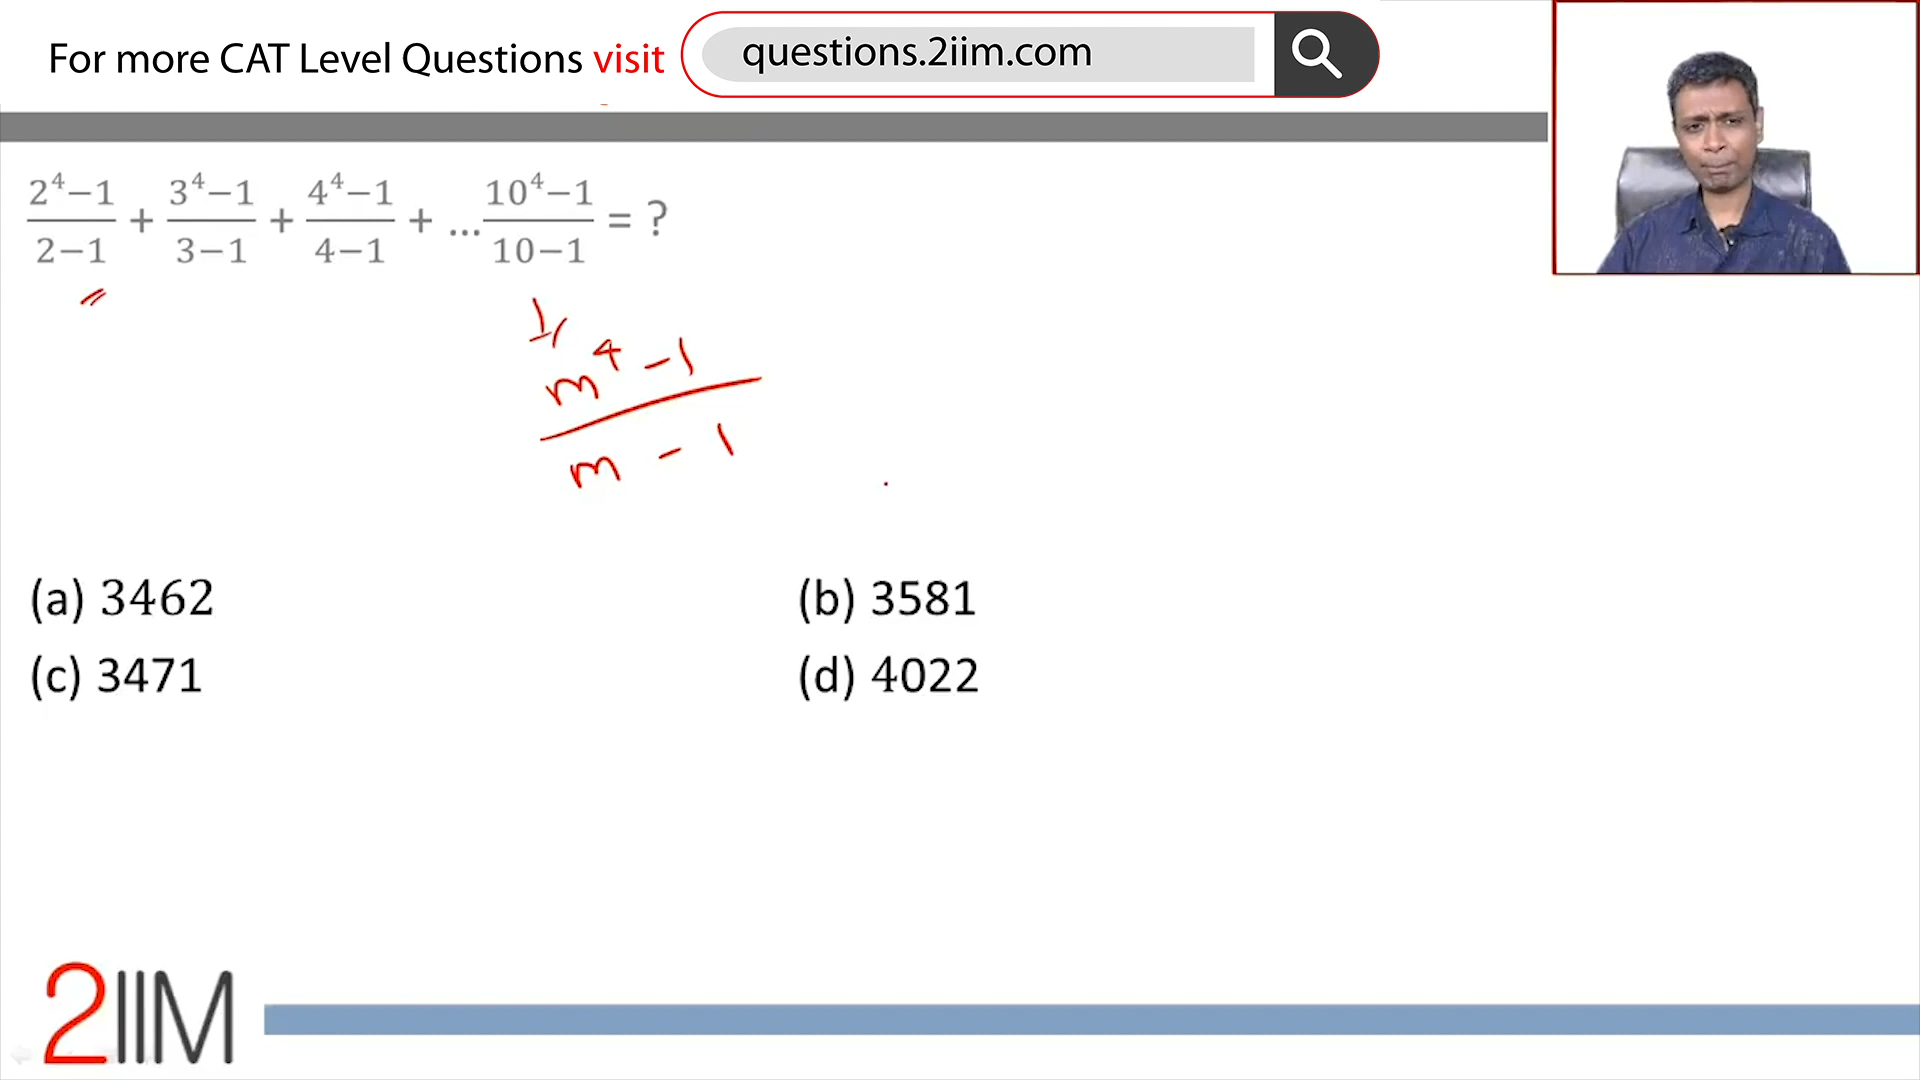 For more CAT Level Questions visit questions.2iim.com
2⁴−1/2−1 + 3⁴−1/3−1 + 4⁴−1/4−1 + ...10⁴−1/10−1 = ?
m⁴ − 1
m − 1
(a) 3462 (b) 3581
(c) 3471 (d) 4022
2IIM